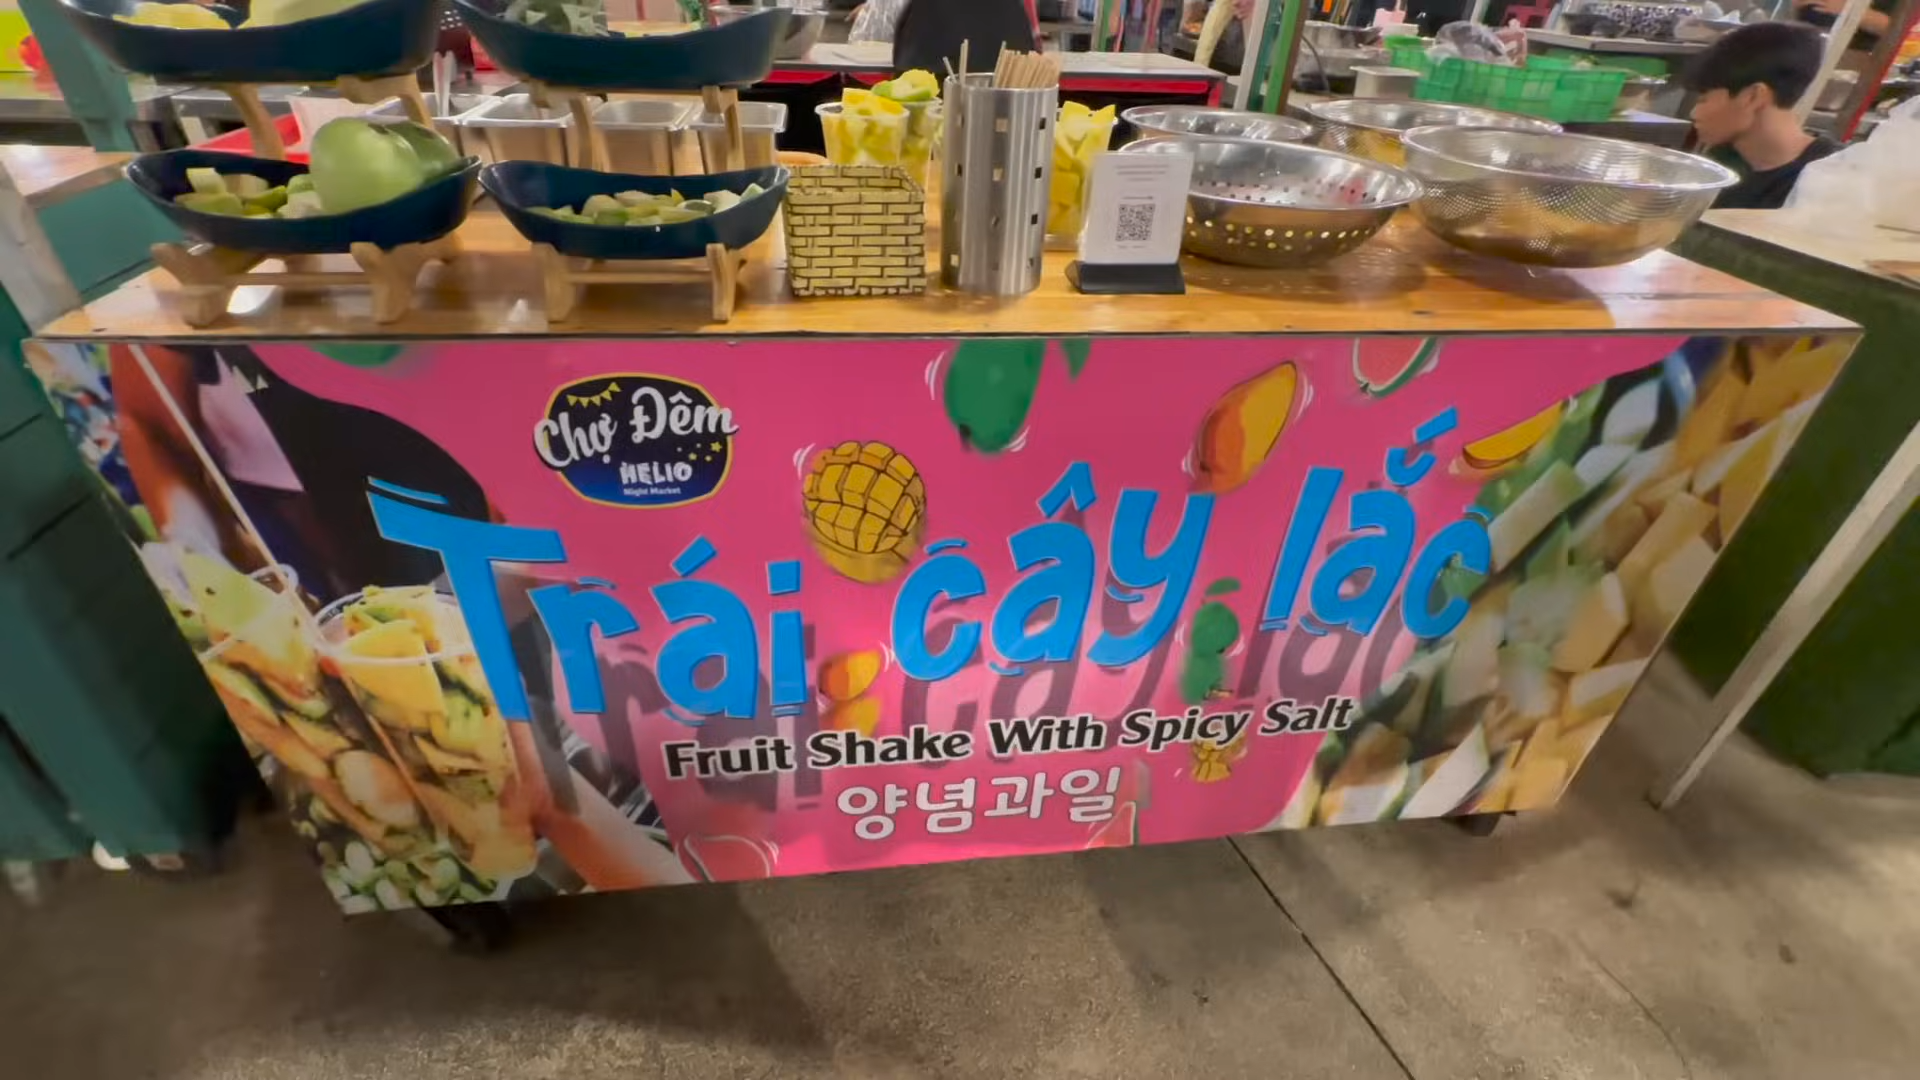 Chợ Đêm
HELIO
Night Market
Trái cây lắc
Fruit Shake With Spicy Salt
양념과일